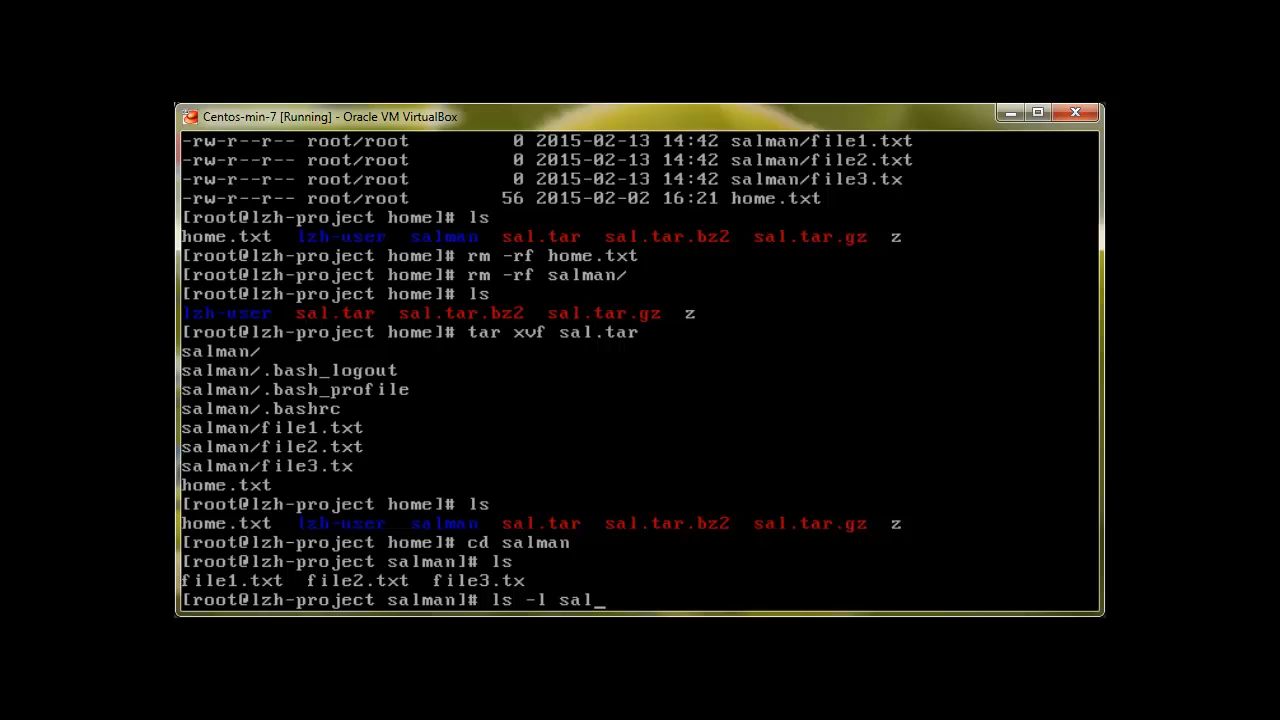 Centos-min-7 [Running] - Oracle VM VirtualBox
-rw-r--r-- root/root         0 2015-02-13 14:42 salman/file1.txt
-rw-r--r-- root/root         0 2015-02-13 14:42 salman/file2.txt
-rw-r--r-- root/root         0 2015-02-13 14:42 salman/file3.tx
-rw-r--r-- root/root        56 2015-02-02 16:21 home.txt
[root@lzh-project home]# ls
home.txt  lzh-user  salman  sal.tar  sal.tar.bz2  sal.tar.gz  z
[root@lzh-project home]# rm -rf home.txt
[root@lzh-project home]# rm -rf salman/
[root@lzh-project home]# ls
lzh-user  sal.tar  sal.tar.bz2  sal.tar.gz  z
[root@lzh-project home]# tar xvf sal.tar
salman/
salman/.bash_logout
salman/.bash_profile
salman/.bashrc
salman/file1.txt
salman/file2.txt
salman/file3.tx
home.txt
[root@lzh-project home]# ls
home.txt  lzh-user  salman  sal.tar  sal.tar.bz2  sal.tar.gz  z
[root@lzh-project home]# cd salman
[root@lzh-project salman]# ls
file1.txt  file2.txt  file3.tx
[root@lzh-project salman]# ls -l sal_